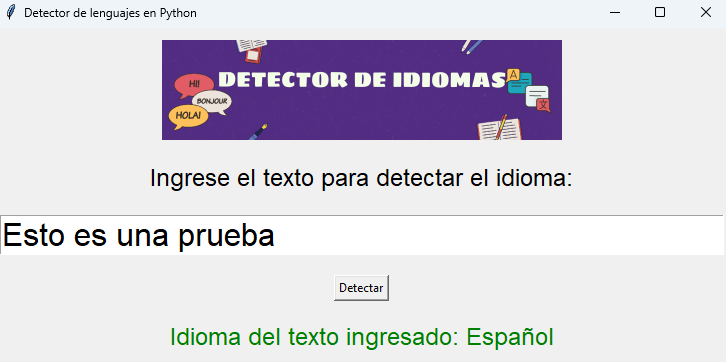 Detector de lenguajes en Python
HI!
BONJOUR
HOLA!
DETECTOR DE IDIOMAS
A
文
Ingrese el texto para detectar el idioma:
Esto es una prueba
Detectar
Idioma del texto ingresado: Español